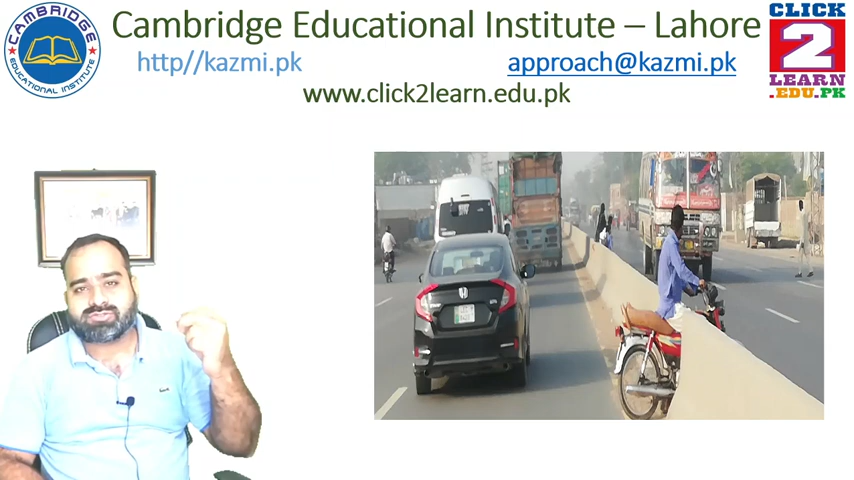 Cambridge Educational Institute – Lahore
http//kazmi.pk
approach@kazmi.pk
www.click2learn.edu.pk
CAMBRIDGE
EDUCATIONAL INSTITUTE
CLICK
2
LEARN
.EDU.PK